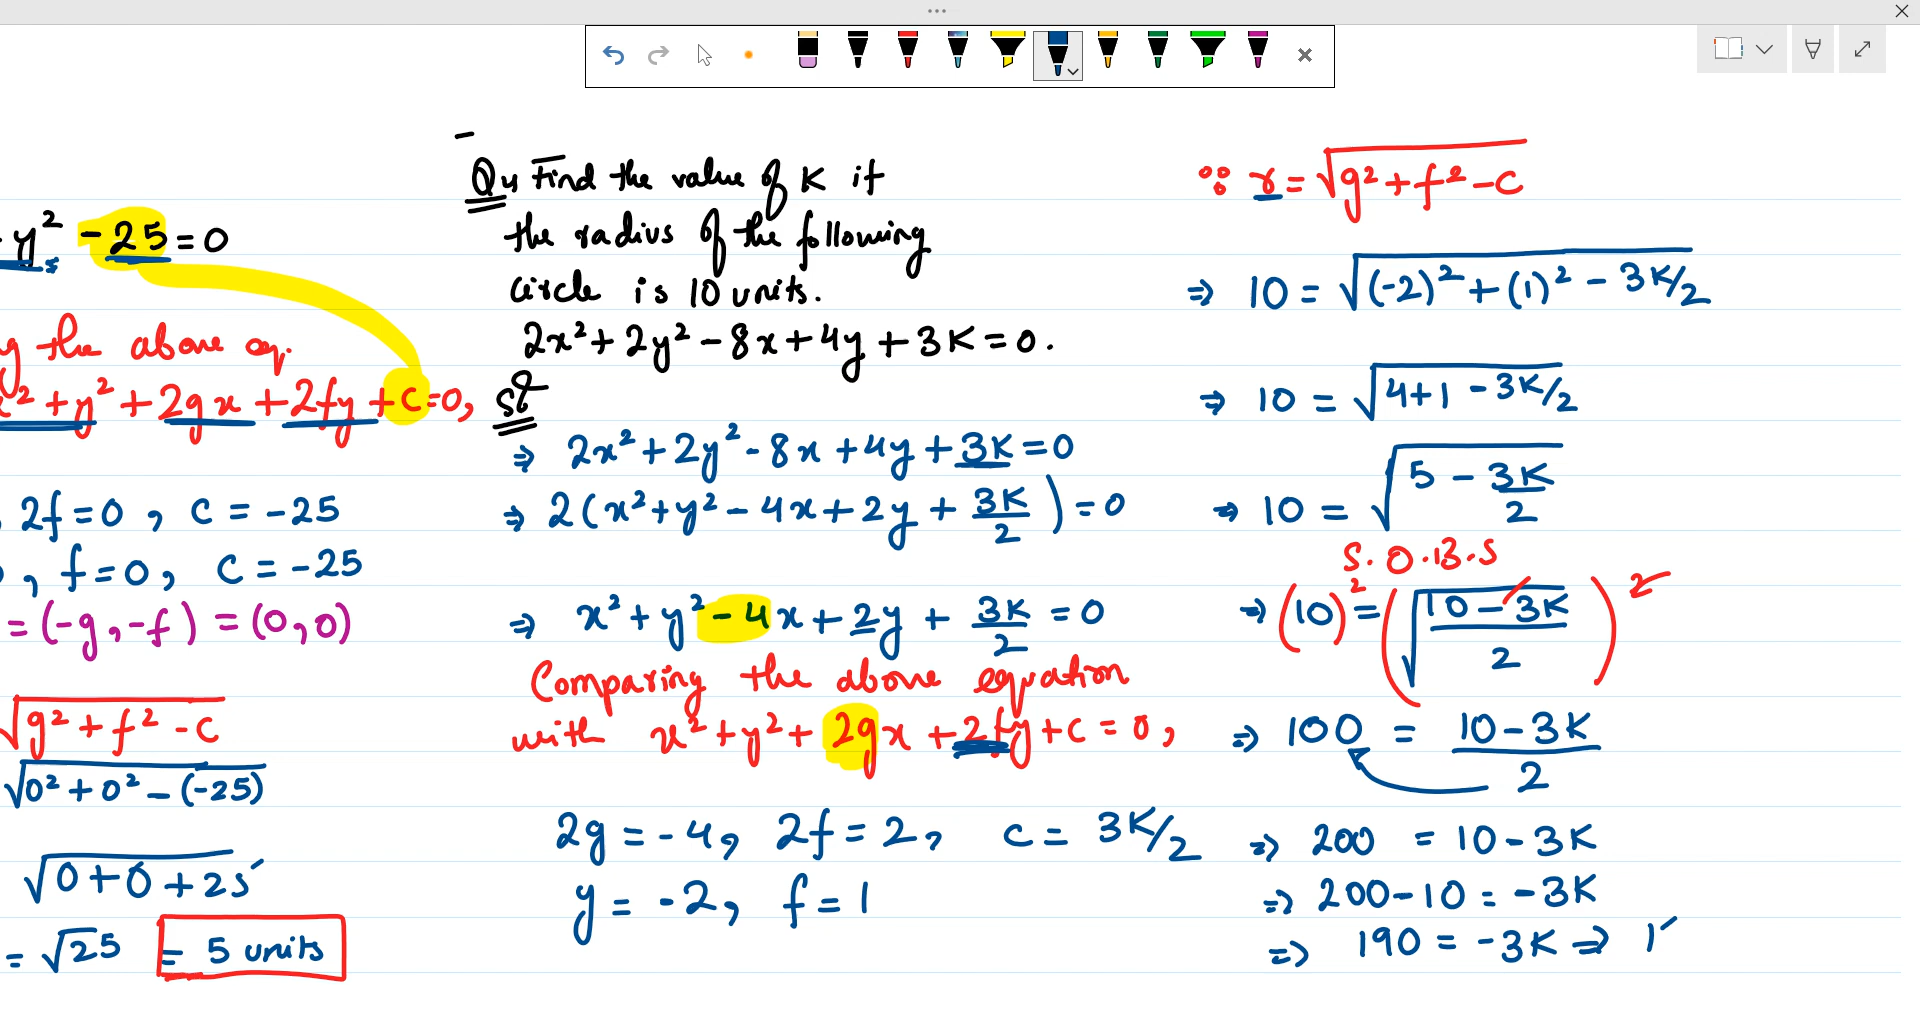 y² -25 = 0
g the above eq.
x² + y² + 2gx + 2fy + c = 0,
2f = 0 , c = -25
, f = 0, c = -25
= (-g, -f) = (0, 0)
√g² + f² - c
√0² + 0² - (-25)
√0 + 0 + 25
= √25 = 5 units
Q4 Find the value of K if
the radius of the following
circle is 10 units.
2x² + 2y² - 8x + 4y + 3K = 0.
Sol
⇒ 2x² + 2y² - 8x + 4y + 3K = 0
⇒ 2(x² + y² - 4x + 2y + 3K/2) = 0
⇒ x² + y² - 4x + 2y + 3K/2 = 0
Comparing the above equation
with x² + y² + 2gx + 2fy + c = 0,
2g = -4, 2f = 2, c = 3K/2
y = -2, f = 1
∵ r = √g² + f² - c
⇒ 10 = √(-2)² + (1)² - 3K/2
⇒ 10 = √4+1 - 3K/2
⇒ 10 = √5 - 3K/2
S.O.B.S
⇒ (10)² = (√(10 - 3K)/2)²
⇒ 100 = (10 - 3K)/2
⇒ 200 = 10 - 3K
⇒ 200 - 10 = -3K
⇒ 190 = -3K ⇒